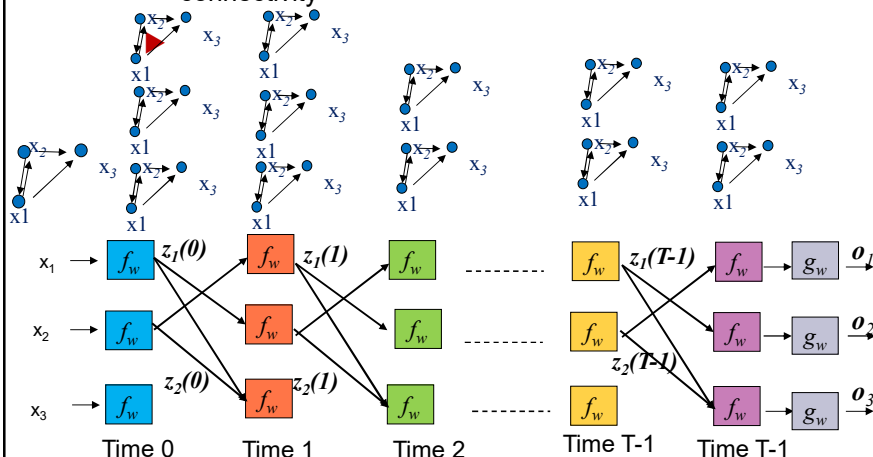 connectivity
x2 x3 x1
x2 x3 x1
x2 x3 x1
x2 x3 x1
x2 x3 x1
x2 x3 x1
x2 x3 x1
x2 x3 x1
x2 x3 x1
x2 x3 x1
x2 x3 x1
x2 x3 x1
x2 x3 x1
x1 fw z1(0) fw z1(1) fw fw z1(T-1) fw gw o1
x2 fw fw fw fw fw gw o2
z2(0) z2(1) z2(T-1)
x3 fw fw fw fw fw gw o3
Time 0 Time 1 Time 2 Time T-1 Time T-1